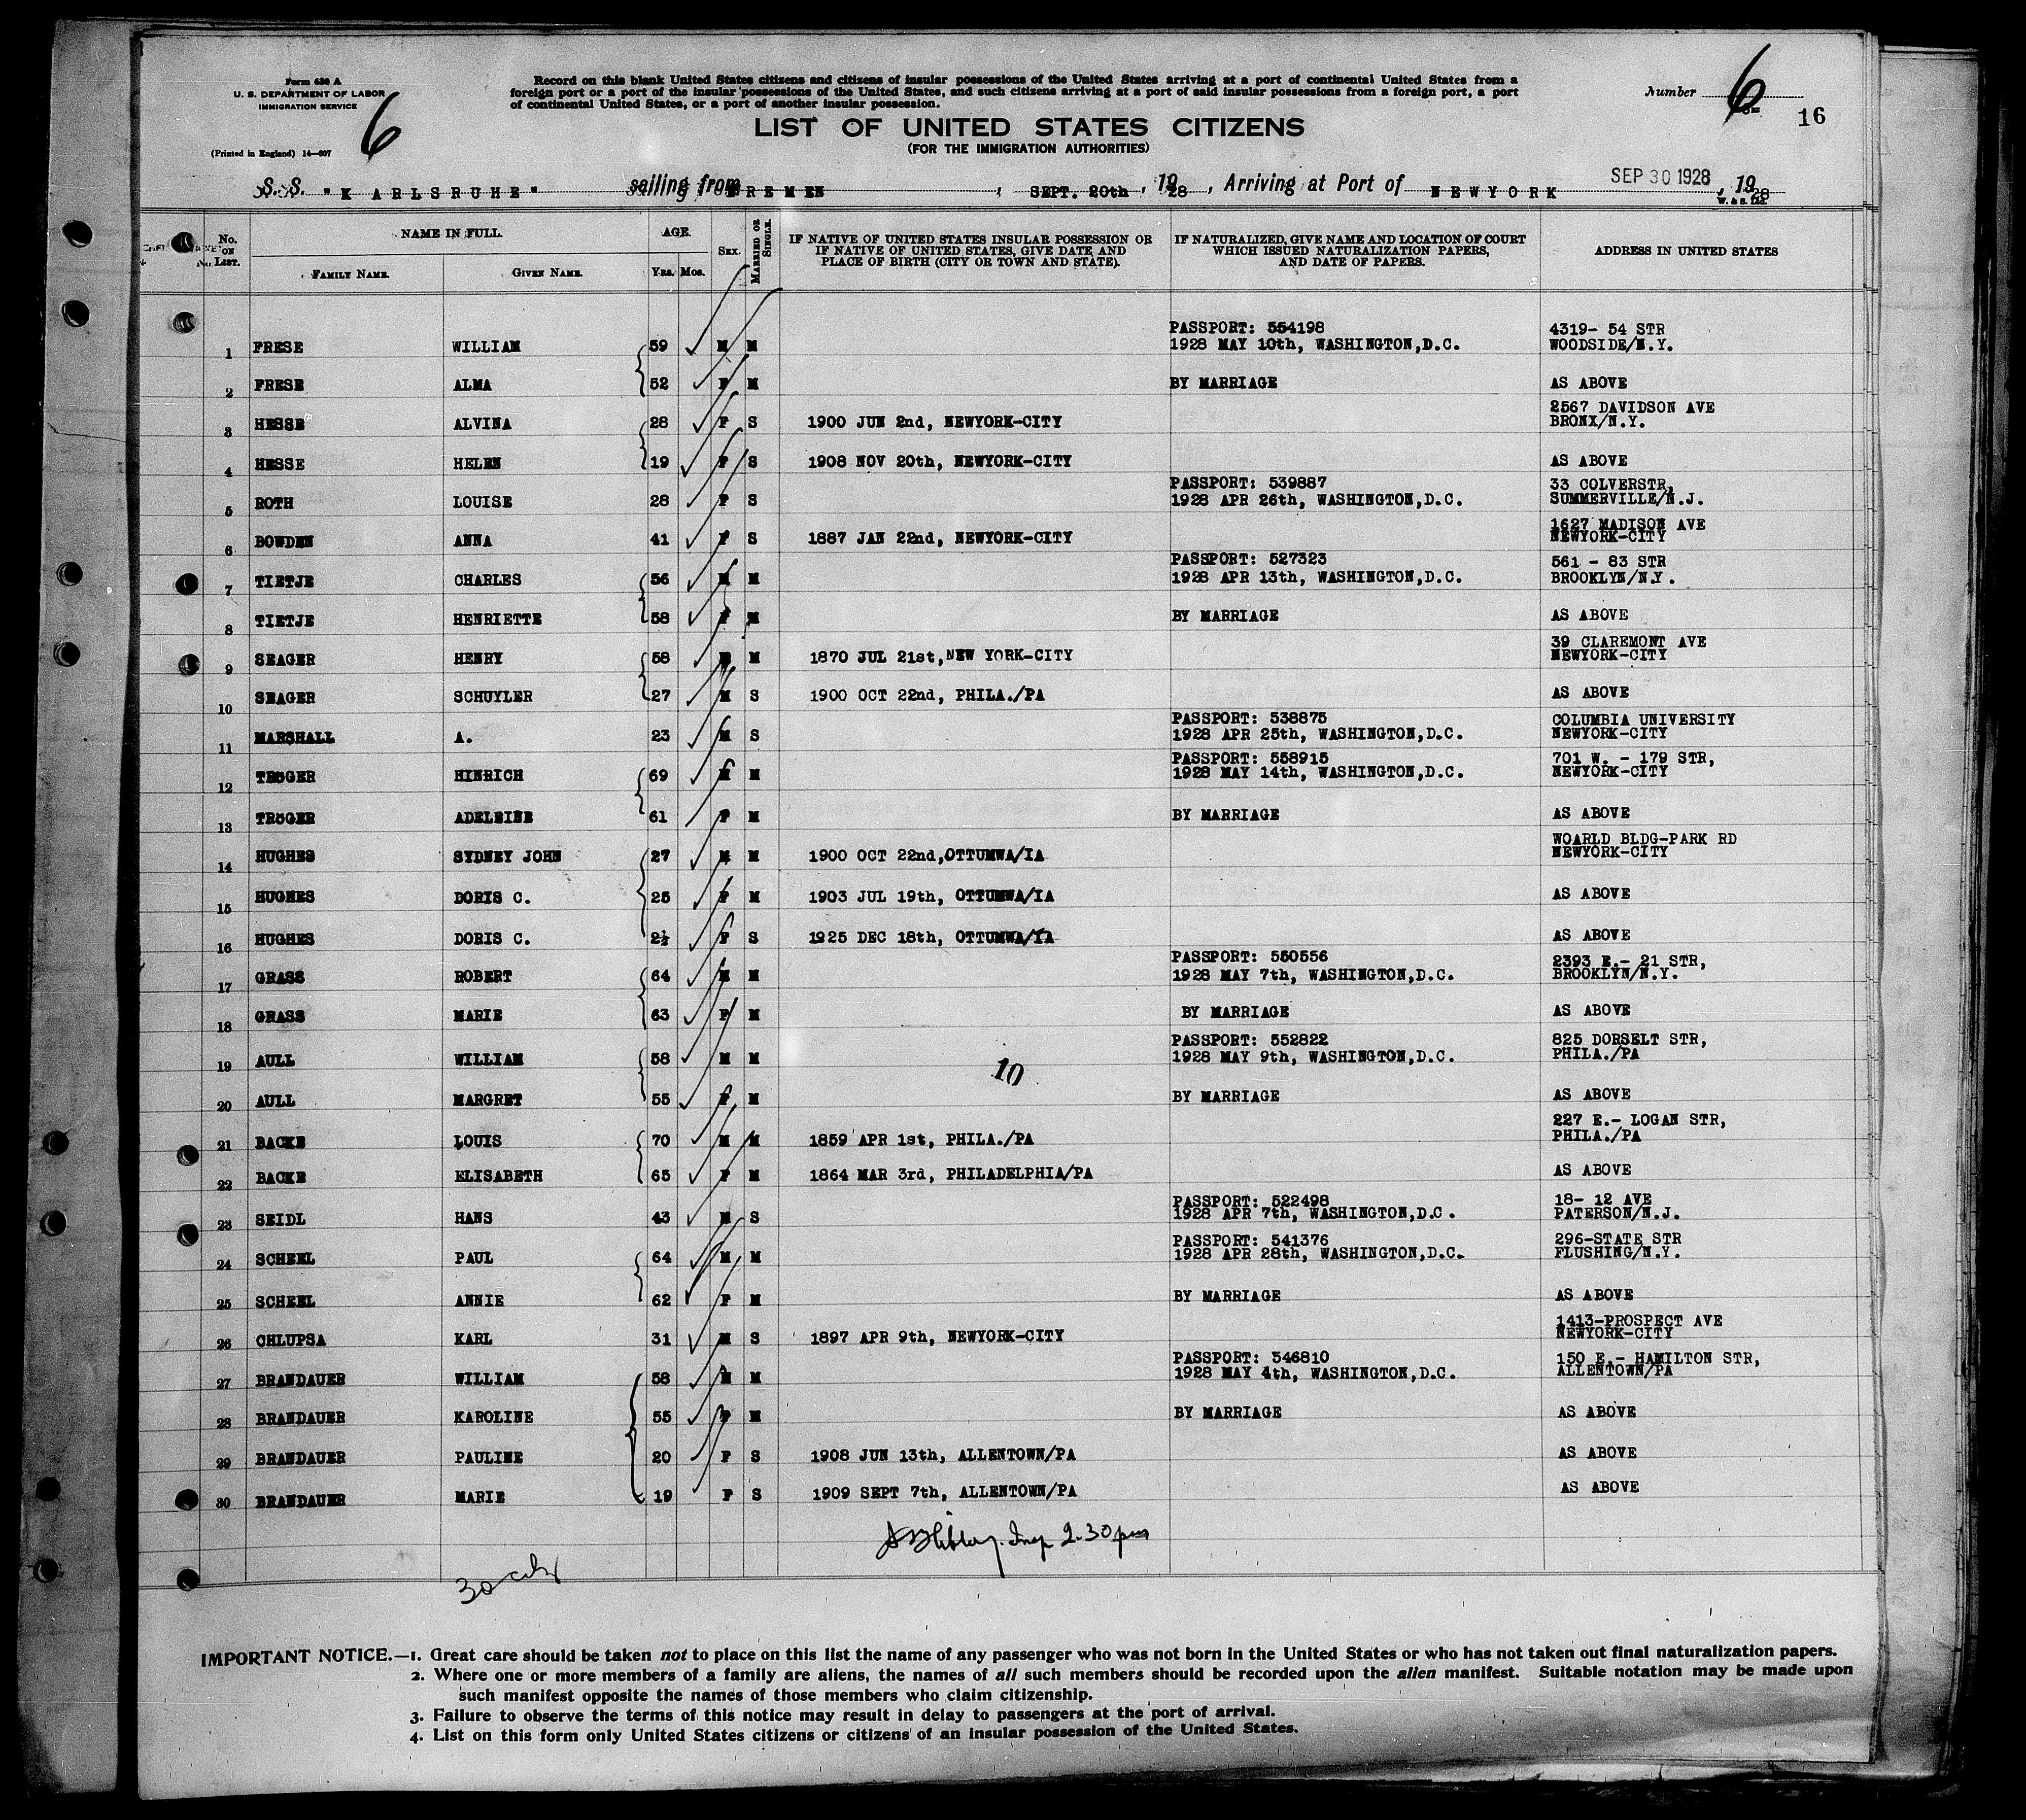 Form 630 A
U. S. DEPARTMENT OF LABOR
IMMIGRATION SERVICE
(Printed in England) 14—607
6
Record on this blank United States citizens and citizens of insular possessions of the United States arriving at a port of continental United States from a
foreign port or a port of the insular possessions of the United States, and such citizens arriving at a port of said insular possessions from a foreign port, a port
of continental United States, or a port of another insular possession.
Number 6
16
LIST OF UNITED STATES CITIZENS
(FOR THE IMMIGRATION AUTHORITIES)
S.S. "KARLSRUHE" sailing from BREMEN, SEPT. 20th, 1928, Arriving at Port of NEWYORK SEP 30 1928, 1928
W. & S. Ltd.
No. ON LIST. NAME IN FULL. AGE. SEX. MARRIED OR SINGLE. IF NATIVE OF UNITED STATES INSULAR POSSESSION OR IF NATIVE OF UNITED STATES, GIVE DATE AND PLACE OF BIRTH (CITY OR TOWN AND STATE). IF NATURALIZED, GIVE NAME AND LOCATION OF COURT WHICH ISSUED NATURALIZATION PAPERS, AND DATE OF PAPERS. ADDRESS IN UNITED STATES
FAMILY NAME. GIVEN NAME. Yrs. Mos.
PASSPORT: 554198 4319- 54 STR
1 FRESE WILLIAM 59 M M 1928 MAY 10th, WASHINGTON,D.C. WOODSIDE/N.Y.
2 FRESE ALMA 52 F M BY MARRIAGE AS ABOVE
2567 DAVIDSON AVE
3 HESSE ALVINA 28 F S 1900 JUN 2nd, NEWYORK-CITY BRONX/N.Y.
4 HESSE HELEN 19 F S 1908 NOV 20th, NEWYORK-CITY AS ABOVE
PASSPORT: 539887 33 COLVERSTR,
5 ROTH LOUISE 28 F S 1928 APR 26th, WASHINGTON,D.C. SUMMERVILLE/N.J.
1627 MADISON AVE
6 BOWDEN ANNA 41 F S 1887 JAN 22nd, NEWYORK-CITY NEWYORK-CITY
PASSPORT: 527323 561 - 83 STR
7 TIETJE CHARLES 56 M M 1928 APR 13th, WASHINGTON,D.C. BROOKLYN/N.Y.
8 TIETJE HENRIETTE 58 F M BY MARRIAGE AS ABOVE
39 CLAREMONT AVE
9 SEAGER HENRY 58 M M 1870 JUL 21st,NEW YORK-CITY NEWYORK-CITY
10 SEAGER SCHUYLER 27 M S 1900 OCT 22nd, PHILA./PA AS ABOVE
PASSPORT: 538875 COLUMBIA UNIVERSITY
11 MARSHALL A. 23 M S 1928 APR 25th, WASHINGTON,D.C. NEWYORK-CITY
PASSPORT: 558915 701 W. - 179 STR,
12 TRöGER HINRICH 69 M M 1928 MAY 14th, WASHINGTON,D.C. NEWYORK-CITY
13 TRöGER ADELEINE 61 F M BY MARRIAGE AS ABOVE
WOARLD BLDG-PARK RD
14 HUGHES SYDNEY JOHN 27 M M 1900 OCT 22nd,OTTUMWA/IA NEWYORK-CITY
15 HUGHES DORIS C. 25 F M 1903 JUL 19th, OTTUMWA/IA AS ABOVE
16 HUGHES DORIS C. 2½ F S 1925 DEC 18th, OTTUMWA/IA AS ABOVE
PASSPORT: 550556 2393 E.- 21 STR,
17 GRASS ROBERT 64 M M 1928 MAY 7th, WASHINGTON,D.C. BROOKLYN/N.Y.
18 GRASS MARIE 63 F M BY MARRIAGE AS ABOVE
PASSPORT: 552822 825 DORSELT STR,
19 AULL WILLIAM 58 M M 1928 MAY 9th, WASHINGTON,D.C. PHILA./PA
10
20 AULL MARGRET 55 F M BY MARRIAGE AS ABOVE
227 E.- LOGAN STR,
21 BACKE LOUIS 70 M M 1859 APR 1st, PHILA./PA PHILA./PA
22 BACKE ELISABETH 65 F M 1864 MAR 3rd, PHILADELPHIA/PA AS ABOVE
PASSPORT: 522498 18- 12 AVE
23 SEIDL HANS 43 M S 1928 APR 7th, WASHINGTON,D.C. PATERSON/N.J.
PASSPORT: 541376 296-STATE STR
24 SCHEEL PAUL 64 M M 1928 APR 28th, WASHINGTON,D.C. FLUSHING/N.Y.
25 SCHEEL ANNIE 62 F M BY MARRIAGE AS ABOVE
1413-PROSPECT AVE
26 CHLUPSA KARL 31 M S 1897 APR 9th, NEWYORK-CITY NEWYORK-CITY
PASSPORT: 546810 150 E.- HAMILTON STR,
27 BRANDAUER WILLIAM 58 M M 1928 MAY 4th, WASHINGTON,D.C. ALLENTOWN/PA
28 BRANDAUER KAROLINE 55 F M BY MARRIAGE AS ABOVE
29 BRANDAUER PAULINE 20 F S 1908 JUN 13th, ALLENTOWN/PA AS ABOVE
30 BRANDAUER MARIE 19 F S 1909 SEPT 7th, ALLENTOWN/PA AS ABOVE
Insp 2.30 pm
30
IMPORTANT NOTICE.—1. Great care should be taken not to place on this list the name of any passenger who was not born in the United States or who has not taken out final naturalization papers.
2. Where one or more members of a family are aliens, the names of all such members should be recorded upon the alien manifest. Suitable notation may be made upon
such manifest opposite the names of those members who claim citizenship.
3. Failure to observe the terms of this notice may result in delay to passengers at the port of arrival.
4. List on this form only United States citizens or citizens of an insular possession of the United States.